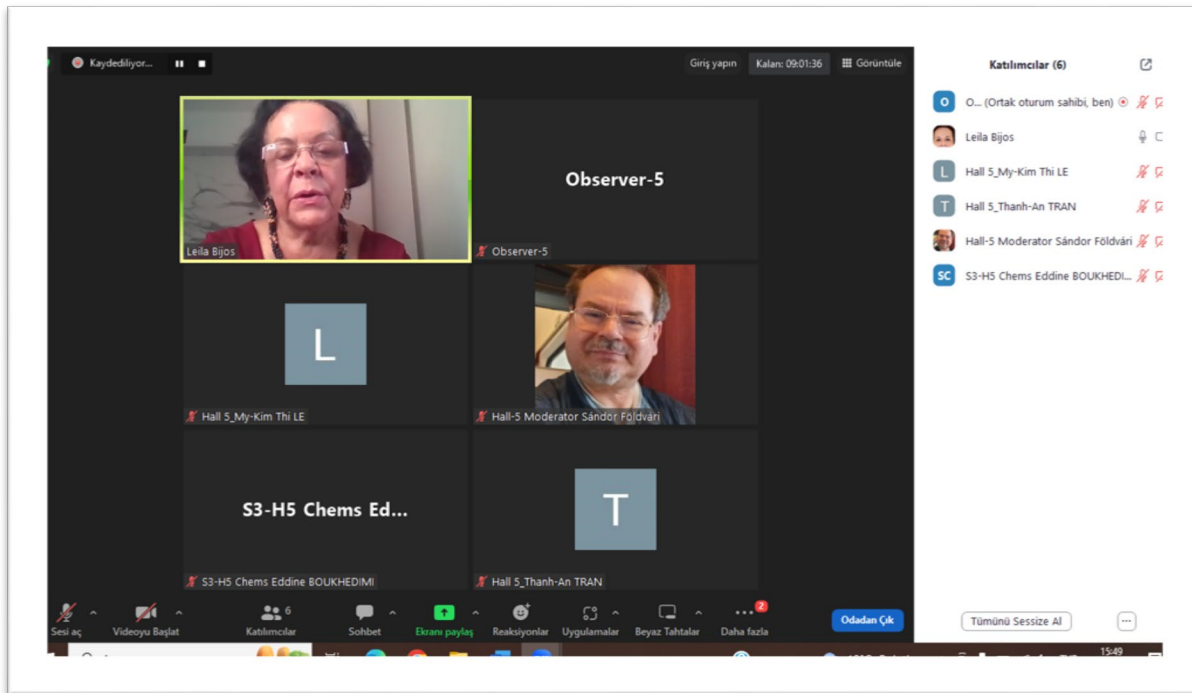 Kaydediliyor...
Giriş yapın
Kalan: 09:01:36
Görüntüle
Leila Bijos
Observer-5
Observer-5
L
Hall 5_My-Kim Thi LE
Hall-5 Moderator Sándor Földvári
S3-H5 Chems Ed...
S3-H5 Chems Eddine BOUKHEDIMI
T
Hall 5_Thanh-An TRAN
Sesi aç
Videoyu Başlat
6
Katılımcılar
Sohbet
Ekranı paylaş
Reaksiyonlar
Uygulamalar
Beyaz Tahtalar
2
Daha fazla
Odadan Çık
Katılımcılar (6)
O O... (Ortak oturum sahibi, ben)
Leila Bijos
L Hall 5_My-Kim Thi LE
T Hall 5_Thanh-An TRAN
Hall-5 Moderator Sándor Földvári
SC S3-H5 Chems Eddine BOUKHEDI...
Tümünü Sessize Al
15:49